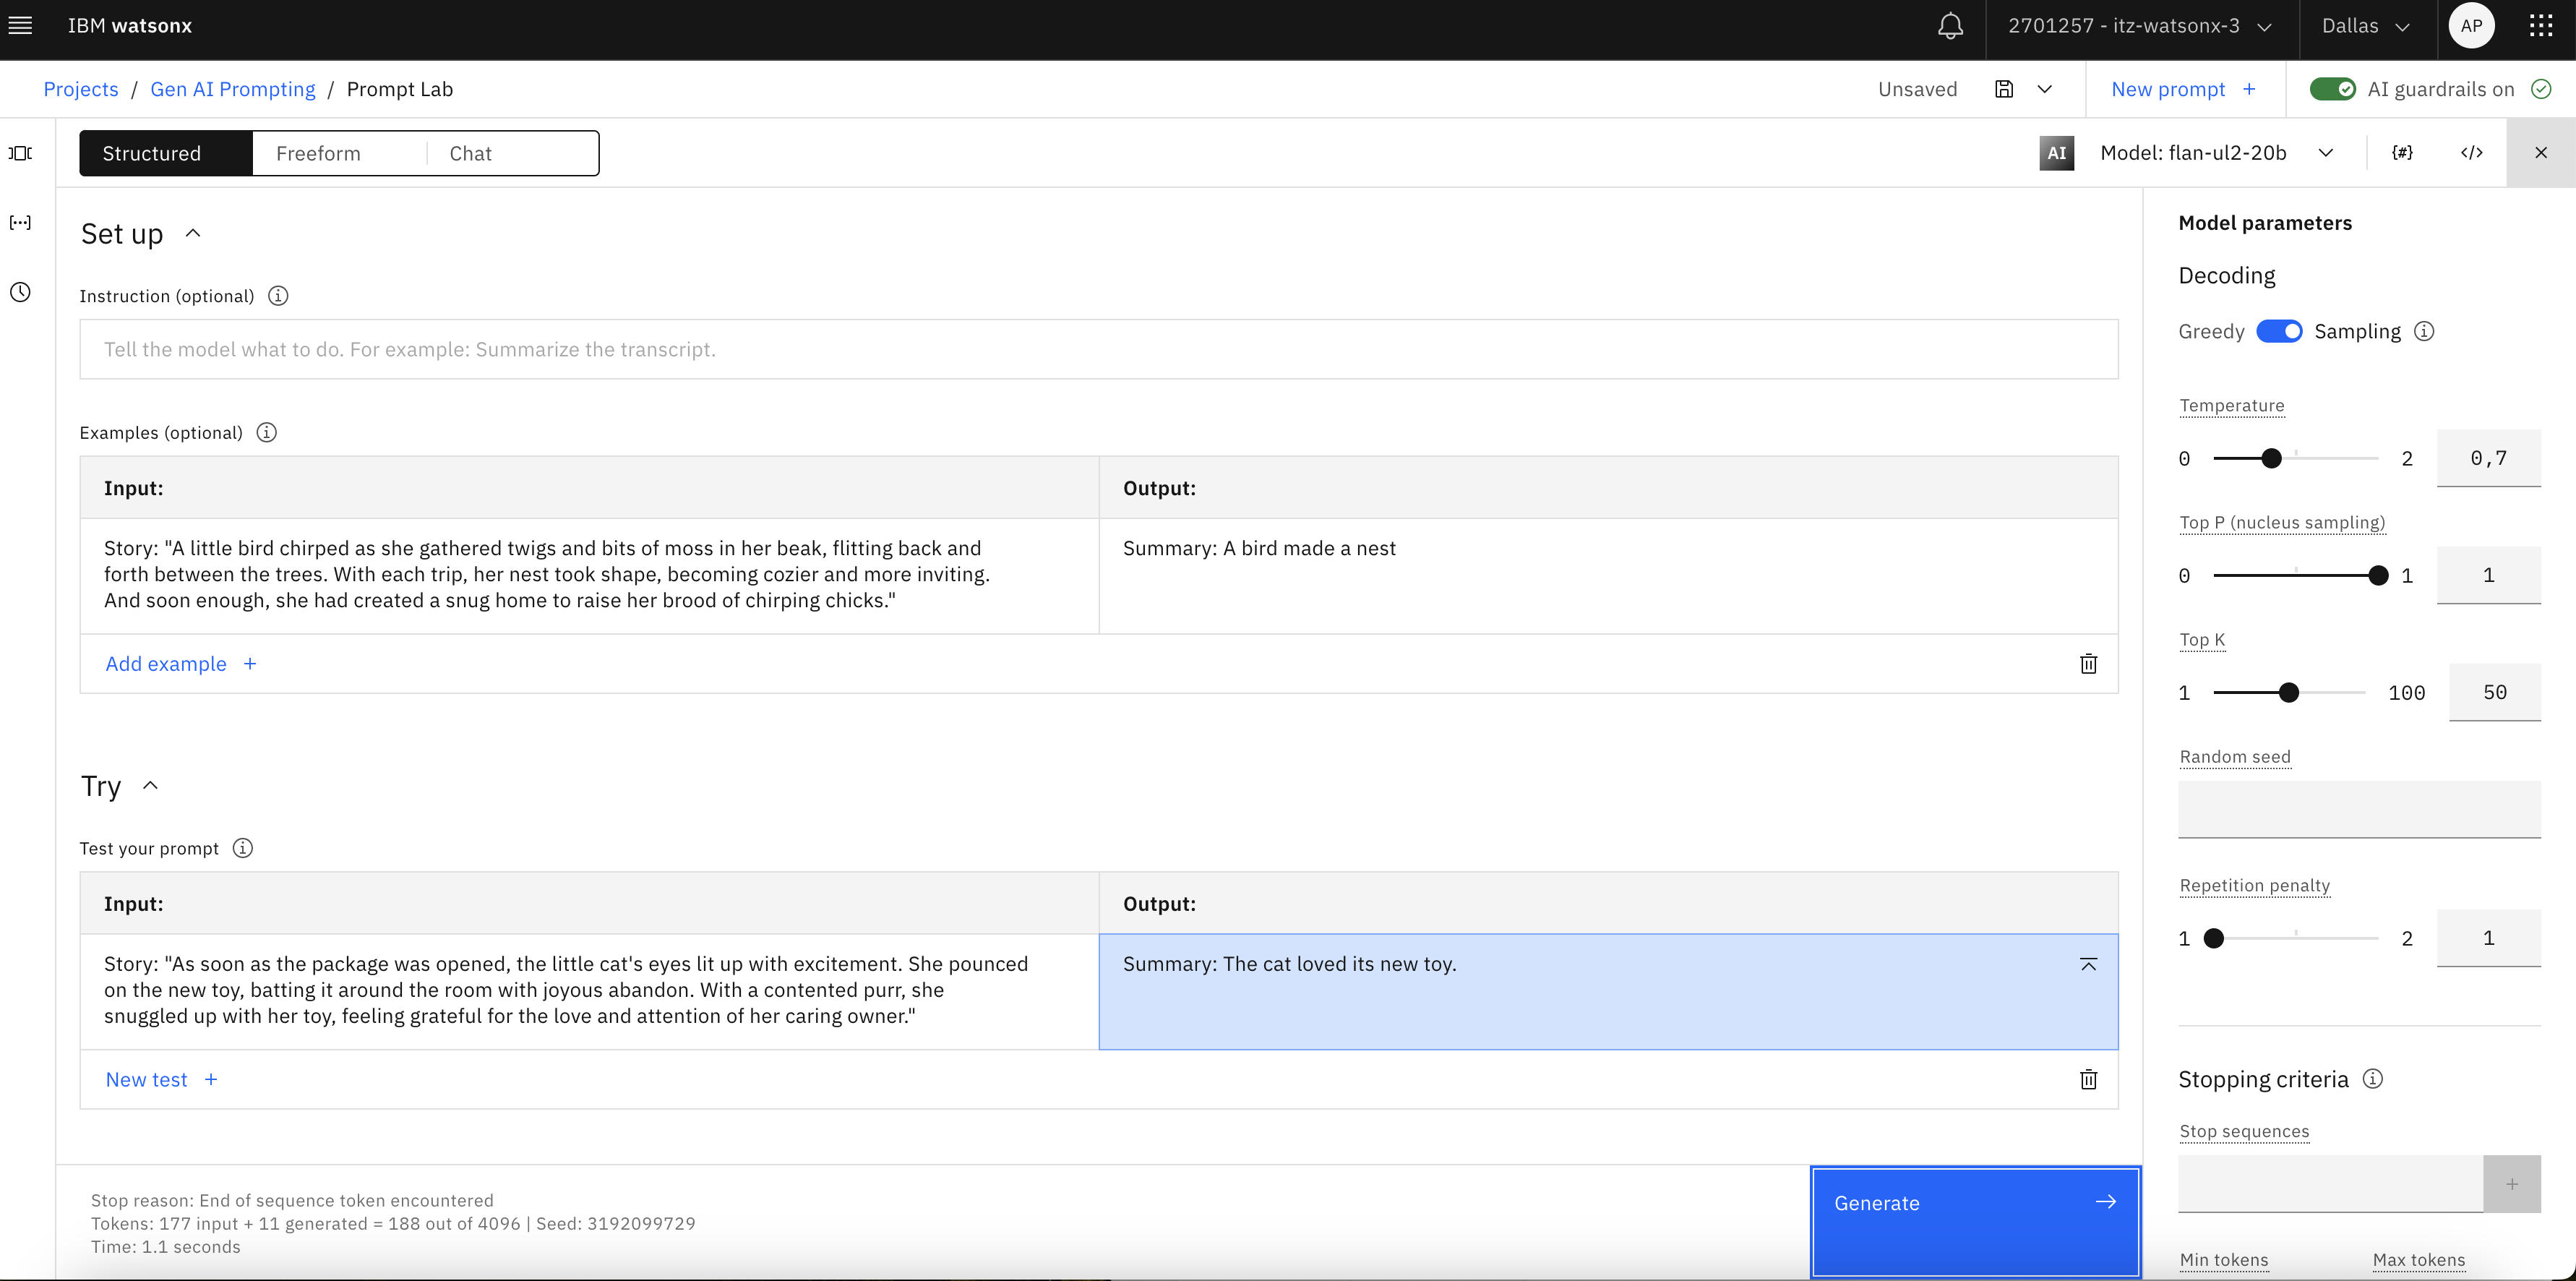 IBM watsonx
2701257 - itz-watsonx-3
Dallas
AP
Projects / Gen AI Prompting / Prompt Lab
Unsaved
New prompt +
AI guardrails on
Structured
Freeform
Chat
AI
Model: flan-ul2-20b
{#}
</>
Set up
Instruction (optional)
Tell the model what to do. For example: Summarize the transcript.
Examples (optional)
Input:
Output:
Story: "A little bird chirped as she gathered twigs and bits of moss in her beak, flitting back and
forth between the trees. With each trip, her nest took shape, becoming cozier and more inviting.
And soon enough, she had created a snug home to raise her brood of chirping chicks."
Summary: A bird made a nest
Add example +
Try
Test your prompt
Input:
Output:
Story: "As soon as the package was opened, the little cat's eyes lit up with excitement. She pounced
on the new toy, batting it around the room with joyous abandon. With a contented purr, she
snuggled up with her toy, feeling grateful for the love and attention of her caring owner."
Summary: The cat loved its new toy.
New test +
Stop reason: End of sequence token encountered
Tokens: 177 input + 11 generated = 188 out of 4096 | Seed: 3192099729
Time: 1.1 seconds
Generate
Model parameters
Decoding
Greedy
Sampling
Temperature
0
2
0,7
Top P (nucleus sampling)
0
1
1
Top K
1
100
50
Random seed
Repetition penalty
1
2
1
Stopping criteria
Stop sequences
+
Min tokens
Max tokens